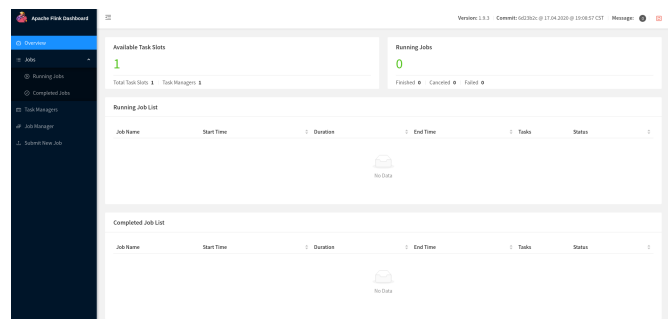 Apache Flink Dashboard
Version: 1.9.3 Commit: 6d23b2c @ 17.04.2020 @ 19:08:57 CST Message: 0
Overview
Jobs
Running Jobs
Completed Jobs
Task Managers
Job Manager
Submit New Job
Available Task Slots
1
Total Task Slots 1 Task Managers 1
Running Jobs
0
Finished 0 Canceled 0 Failed 0
Running Job List
Job Name Start Time Duration End Time Tasks Status
No Data
Completed Job List
Job Name Start Time Duration End Time Tasks Status
No Data